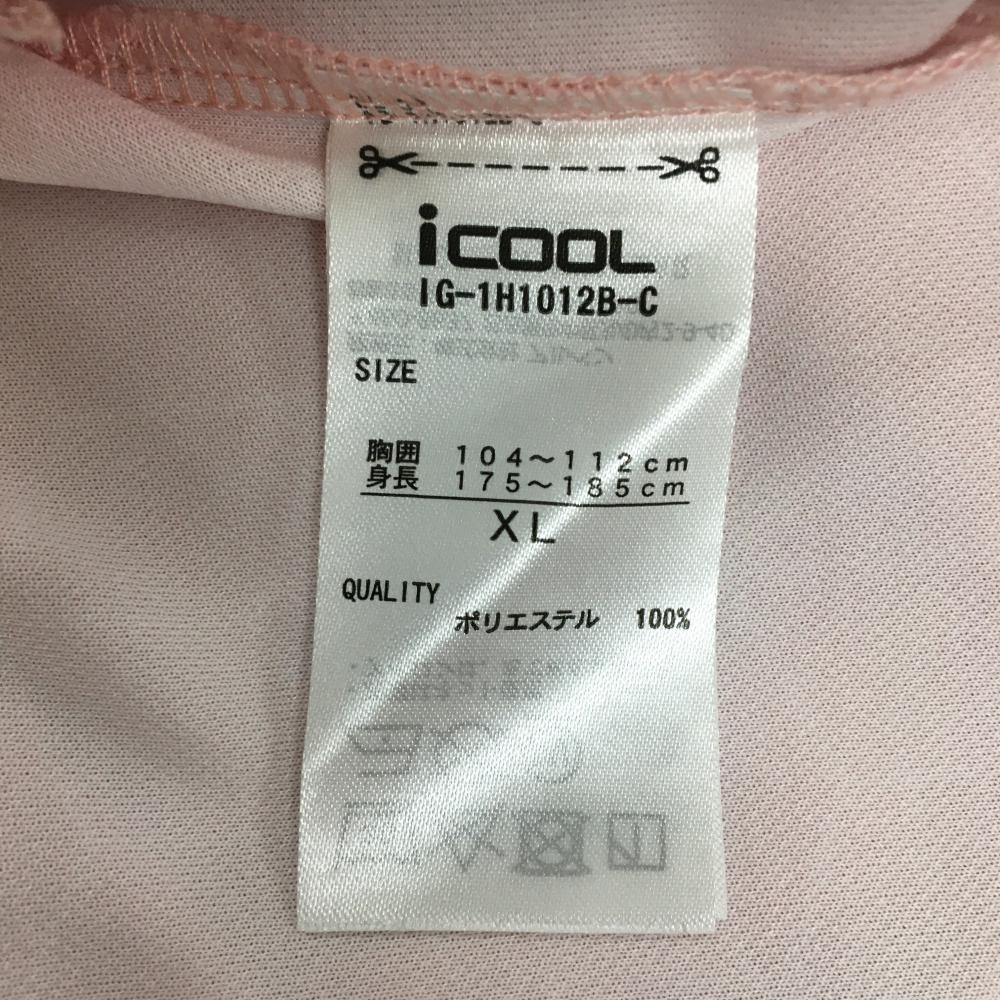 iCOOL
IG-1H1012B-C
SIZE
胸囲 104〜112cm
身長 175〜185cm
XL
QUALITY
ポリエステル 100%